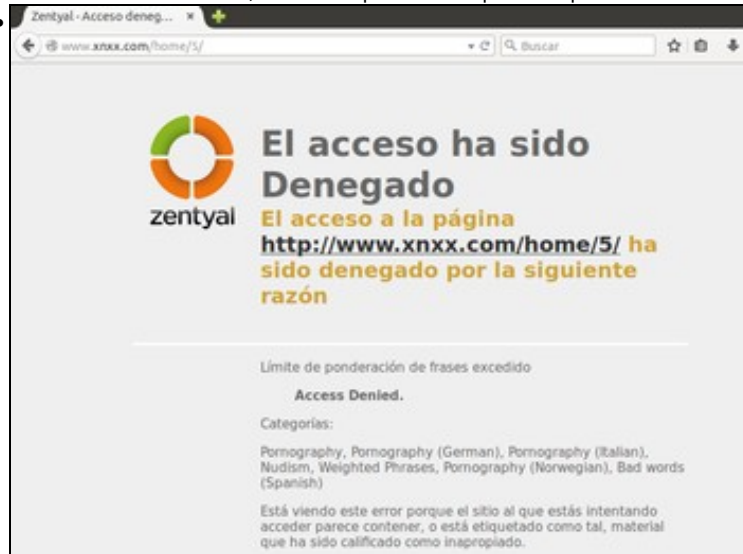 Zentyal - Acceso deneg...
www.xnxx.com/home/5/
Buscar
zentyal
El acceso ha sido
Denegado
El acceso a la página
http://www.xnxx.com/home/5/ ha
sido denegado por la siguiente
razón
Límite de ponderación de frases excedido
Access Denied.
Categorías:
Pornography, Pornography (German), Pornography (Italian),
Nudism, Weighted Phrases, Pornography (Norwegian), Bad words
(Spanish)
Está viendo este error porque el sitio al que estás intentando
acceder parece contener, o está etiquetado como tal, material
que ha sido calificado como inapropiado.